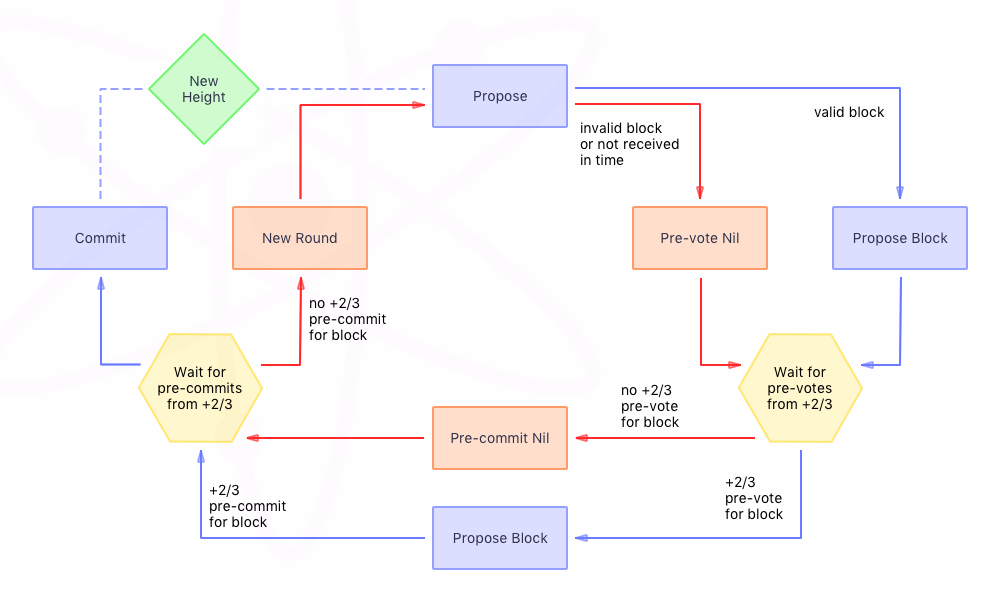 New
Height
Propose
valid block
invalid block
or not received
in time
Commit
New Round
Pre-vote Nil
Propose Block
no +2/3
pre-commit
for block
Wait for
pre-commits
from +2/3
Wait for
pre-votes
from +2/3
no +2/3
pre-vote
for block
Pre-commit Nil
+2/3
pre-commit
for block
+2/3
pre-vote
for block
Propose Block